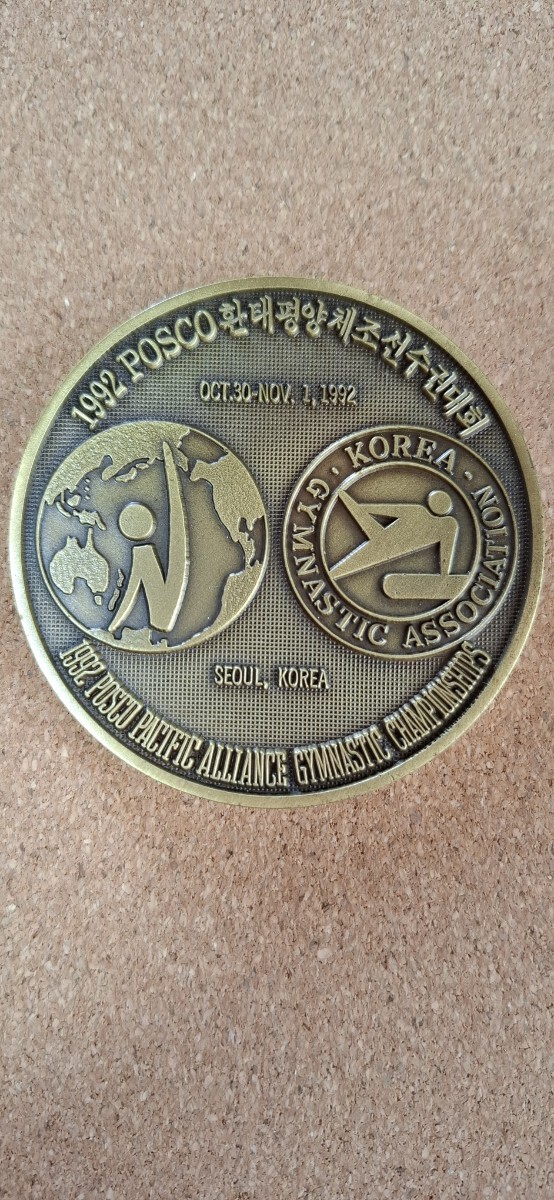 1992 POSCO 환태평양체조선수권대회
OCT.30-NOV. 1, 1992
· KOREA ·
GYMNASTIC ASSOCIATION
SEOUL, KOREA
1992 POSCO PACIFIC ALLIANCE GYMNASTIC CHAMPIONSHIPS